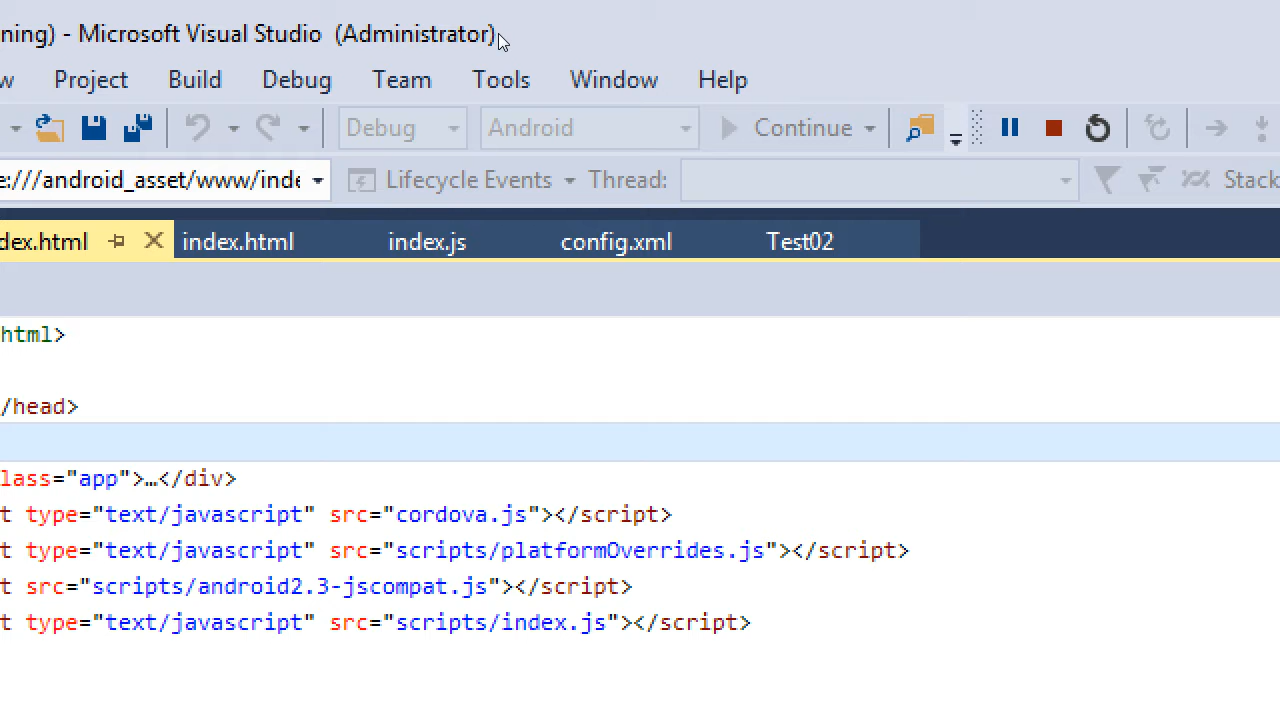 ning) - Microsoft Visual Studio (Administrator)
w Project Build Debug Team Tools Window Help
Debug Android Continue
e:///android_asset/www/inde Lifecycle Events Thread: Stack
dex.html index.html index.js config.xml Test02
html>
/head>
lass="app">…</div>
t type="text/javascript" src="cordova.js"></script>
t type="text/javascript" src="scripts/platformOverrides.js"></script>
t src="scripts/android2.3-jscompat.js"></script>
t type="text/javascript" src="scripts/index.js"></script>